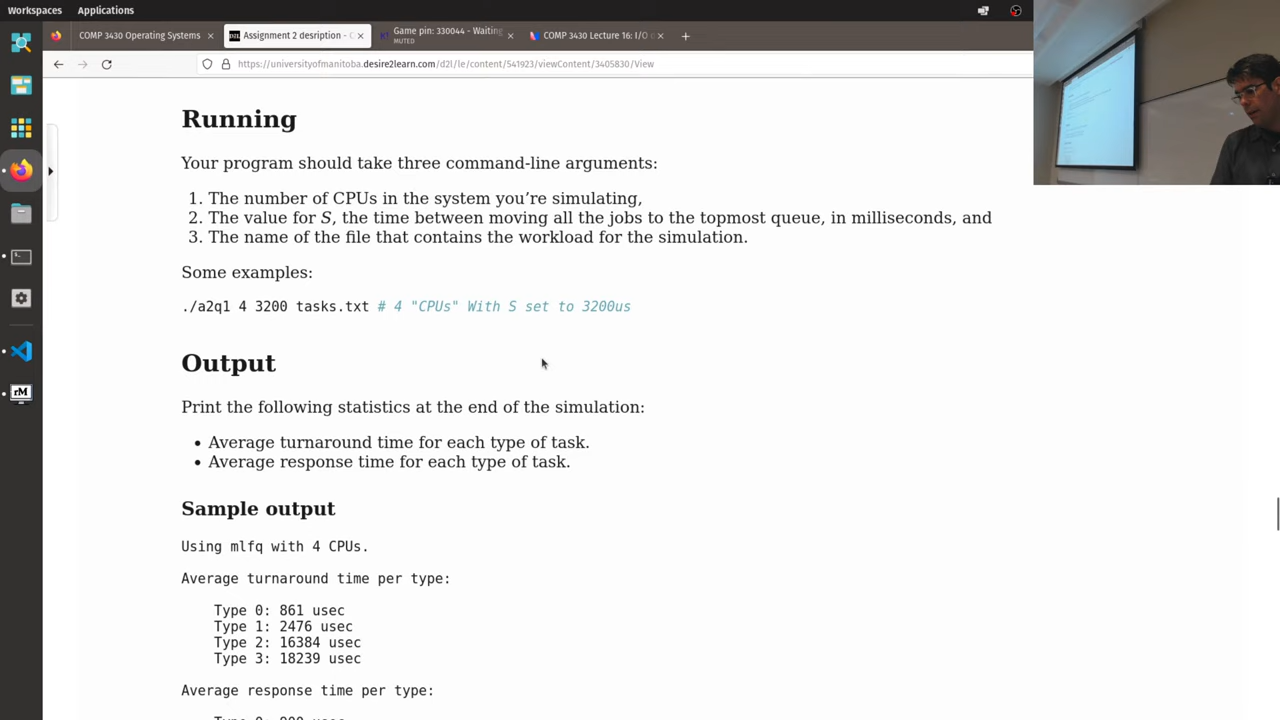 Workspaces Applications
COMP 3430 Operating Systems
Assignment 2 desription -
Game pin: 330044 - Waiting
MUTED
COMP 3430 Lecture 16: I/O
https://universityofmanitoba.desire2learn.com/d2l/le/content/541923/viewContent/3405830/View
Running
Your program should take three command-line arguments:
1. The number of CPUs in the system you’re simulating,
2. The value for S, the time between moving all the jobs to the topmost queue, in milliseconds, and
3. The name of the file that contains the workload for the simulation.
Some examples:
./a2q1 4 3200 tasks.txt # 4 "CPUs" With S set to 3200us
Output
Print the following statistics at the end of the simulation:
• Average turnaround time for each type of task.
• Average response time for each type of task.
Sample output
Using mlfq with 4 CPUs.
Average turnaround time per type:
Type 0: 861 usec
Type 1: 2476 usec
Type 2: 16384 usec
Type 3: 18239 usec
Average response time per type:
rM